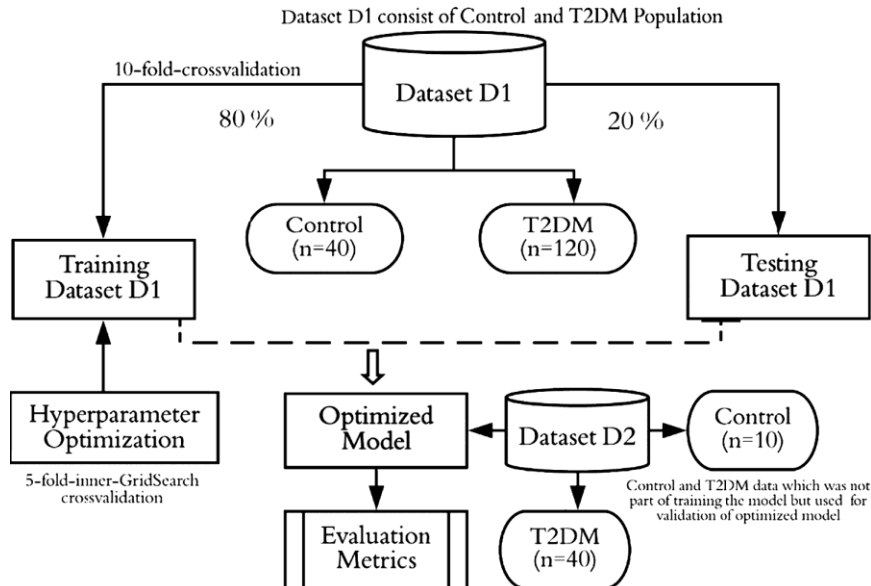 Dataset D1 consist of Control and T2DM Population
10-fold-crossvalidation
Dataset D1
80 %
20 %
Control
(n=40)
T2DM
(n=120)
Training
Dataset D1
Testing
Dataset D1
Hyperparameter
Optimization
5-fold-inner-GridSearch
crossvalidation
Optimized
Model
Dataset D2
Control
(n=10)
Control and T2DM data which was not
part of training the model but used for
validation of optimized model
Evaluation
Metrics
T2DM
(n=40)